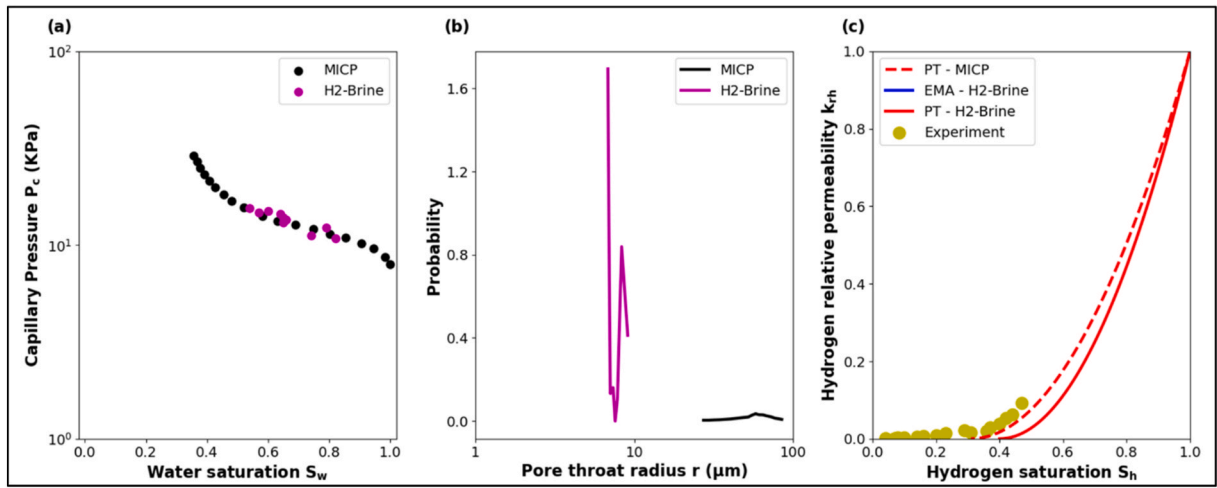 (a)
10²
10¹
10⁰
Capillary Pressure P_c (KPa)
MICP
H2-Brine
0.0 0.2 0.4 0.6 0.8 1.0
Water saturation S_w
(b)
1.6
1.2
0.8
0.4
0.0
Probability
MICP
H2-Brine
1 10 100
Pore throat radius r (µm)
(c)
1.0
0.8
0.6
0.4
0.2
0.0
Hydrogen relative permeability k_rh
PT - MICP
EMA - H2-Brine
PT - H2-Brine
Experiment
0.0 0.2 0.4 0.6 0.8 1.0
Hydrogen saturation S_h